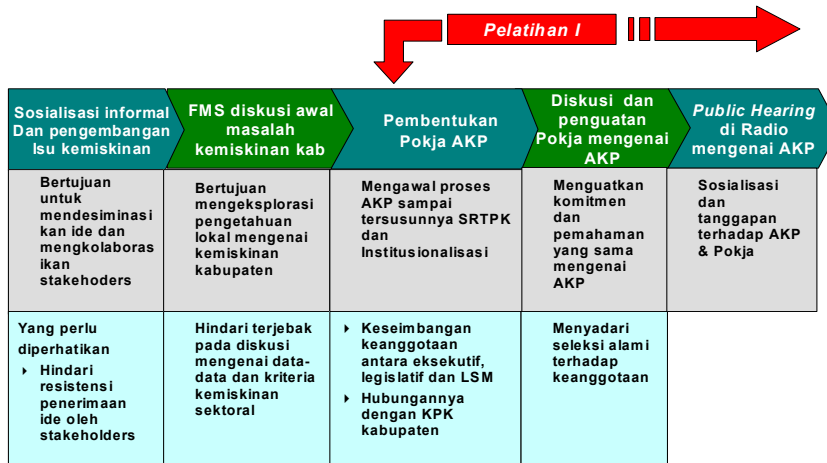 Pelatihan I
Sosialisasi informal
Dan pengembangan
Isu kemiskinan
FMS diskusi awal
masalah
kemiskinan kab
Pembentukan
Pokja AKP
Diskusi dan
penguatan
Pokja mengenai
AKP
Public Hearing
di Radio
mengenai AKP
Bertujuan
untuk
mendesiminasi
kan ide dan
mengkolaboras
ikan
stakehoders
Bertujuan
mengeksplorasi
pengetahuan
lokal mengenai
kemiskinan
kabupaten
Mengawal proses
AKP sampai
tersusunnya SRTPK
dan
Institusionalisasi
Menguatkan
komitmen
dan
pemahaman
yang sama
mengenai
AKP
Sosialisasi
dan
tanggapan
terhadap AKP
& Pokja
Yang perlu
diperhatikan
Hindari
resistensi
penerimaan
ide oleh
stakeholders
Hindari terjebak
pada diskusi
mengenai data-
data dan kriteria
kemiskinan
sektoral
Keseimbangan
keanggotaan
antara eksekutif,
legislatif dan LSM
Hubungannya
dengan KPK
kabupaten
Menyadari
seleksi alami
terhadap
keanggotaan